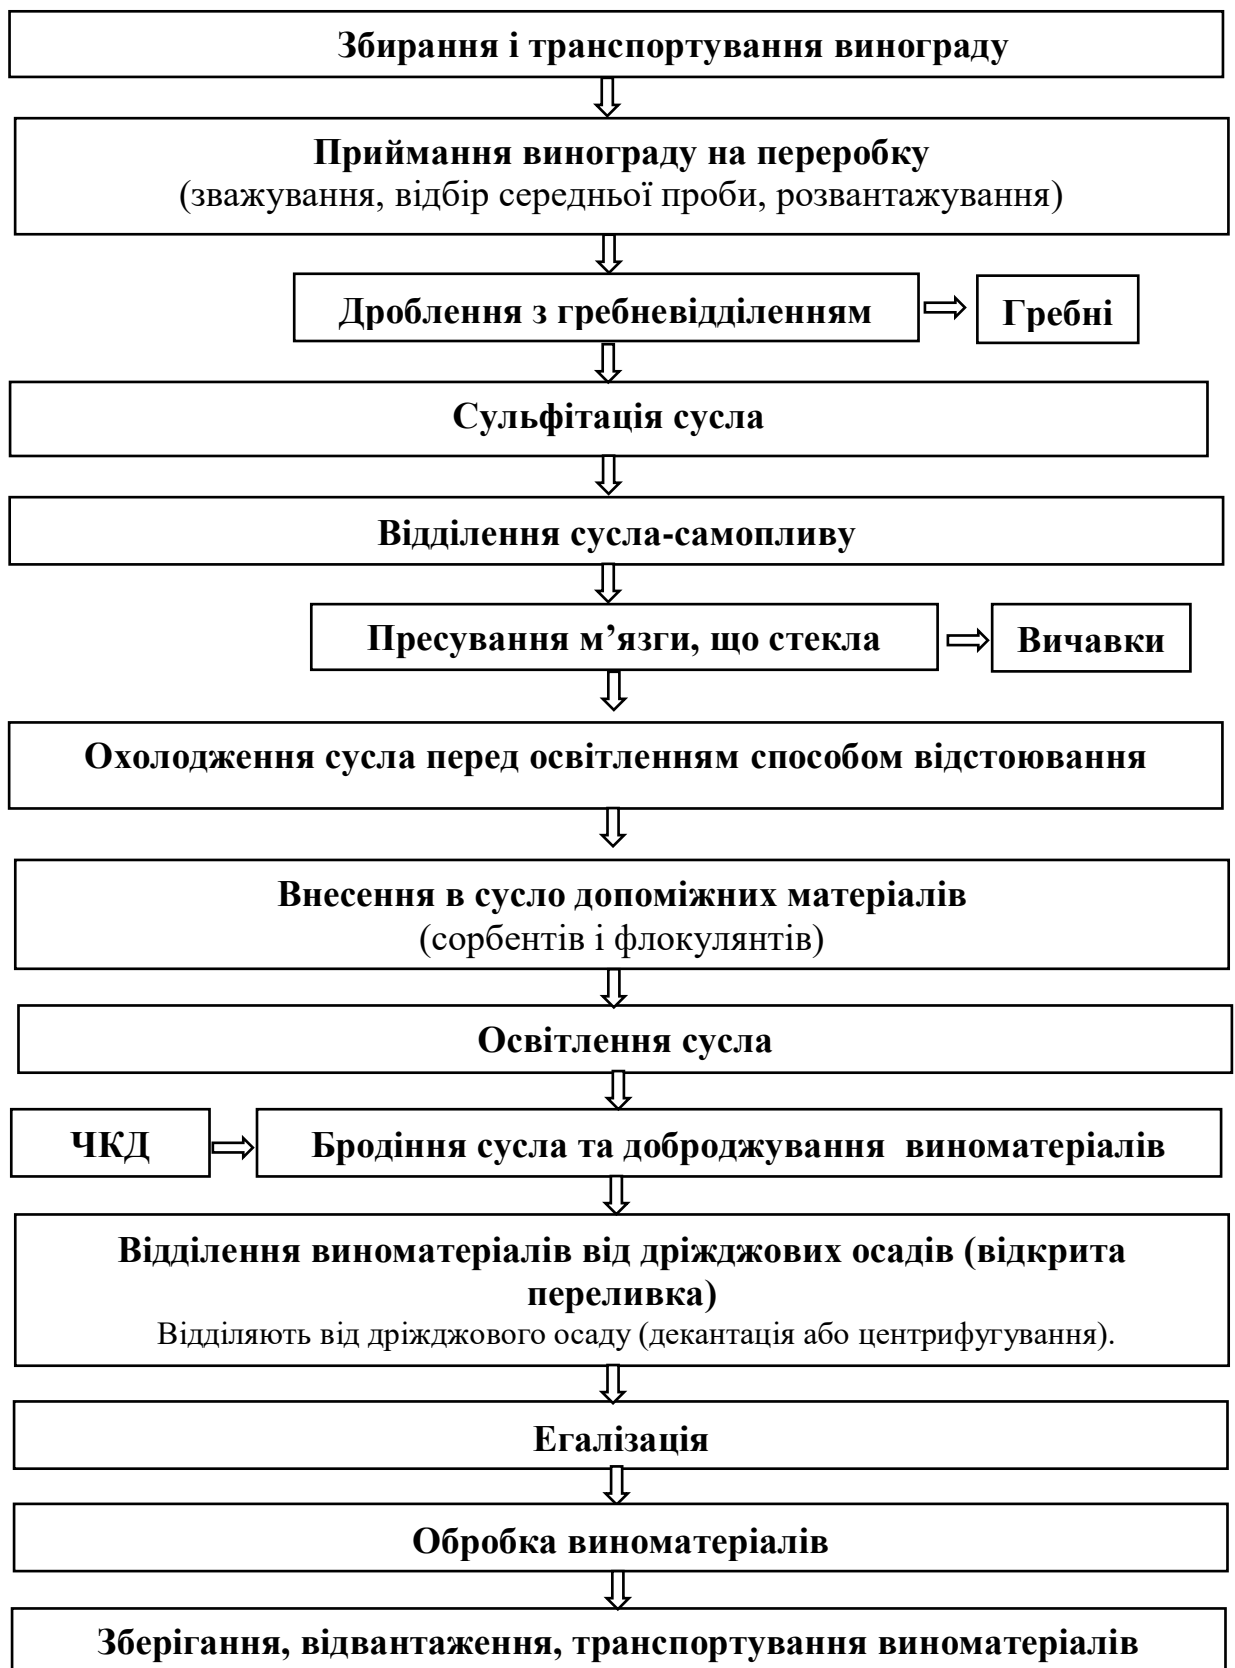 Збирання і транспортування винограду
Приймання винограду на переробку
(зважування, відбір середньої проби, розвантажування)
Дроблення з гребневідділенням
Гребні
Сульфітація сусла
Відділення сусла-самопливу
Пресування м’язги, що стекла
Вичавки
Охолодження сусла перед освітленням способом відстоювання
Внесення в сусло допоміжних матеріалів
(сорбентів і флокулянтів)
Освітлення сусла
ЧКД
Бродіння сусла та доброджування виноматеріалів
Відділення виноматеріалів від дріжджових осадів (відкрита
переливка)
Відділяють від дріжджового осаду (декантація або центрифугування).
Егалізація
Обробка виноматеріалів
Зберігання, відвантаження, транспортування виноматеріалів